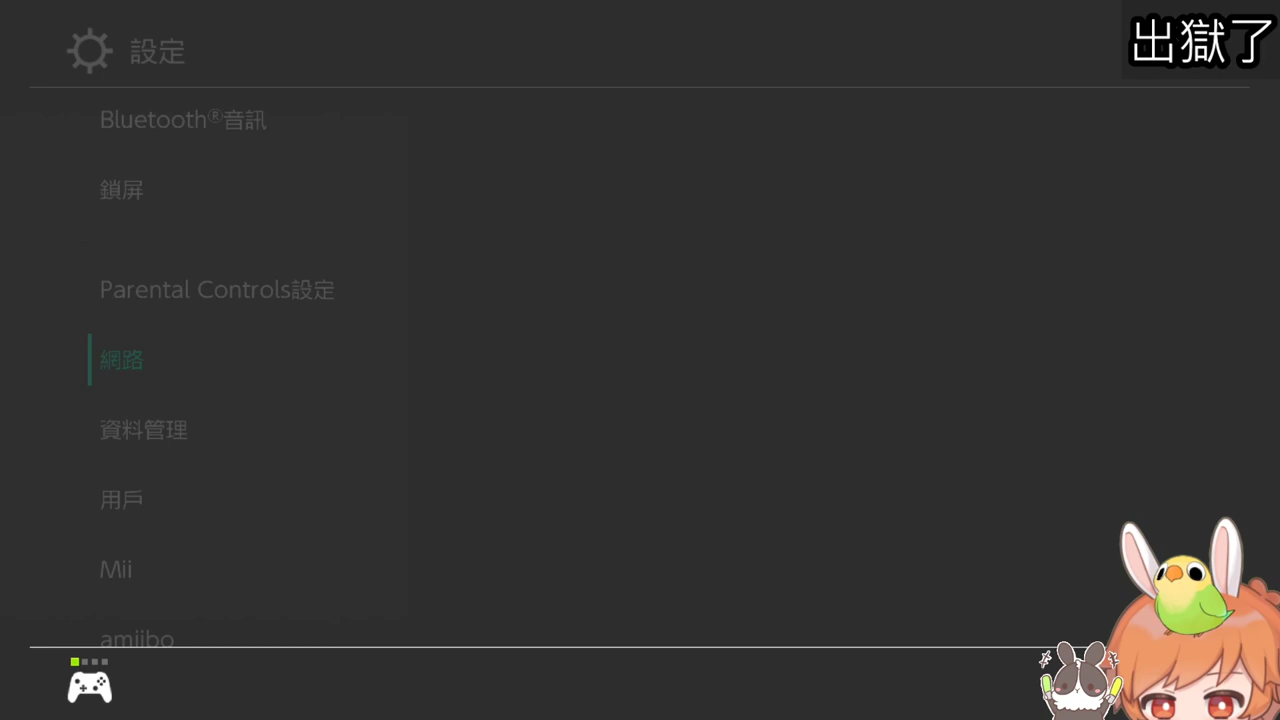 設定
出獄了
Bluetooth®音訊
鎖屏
Parental Controls設定
網路
資料管理
用戶
Mii
amiibo